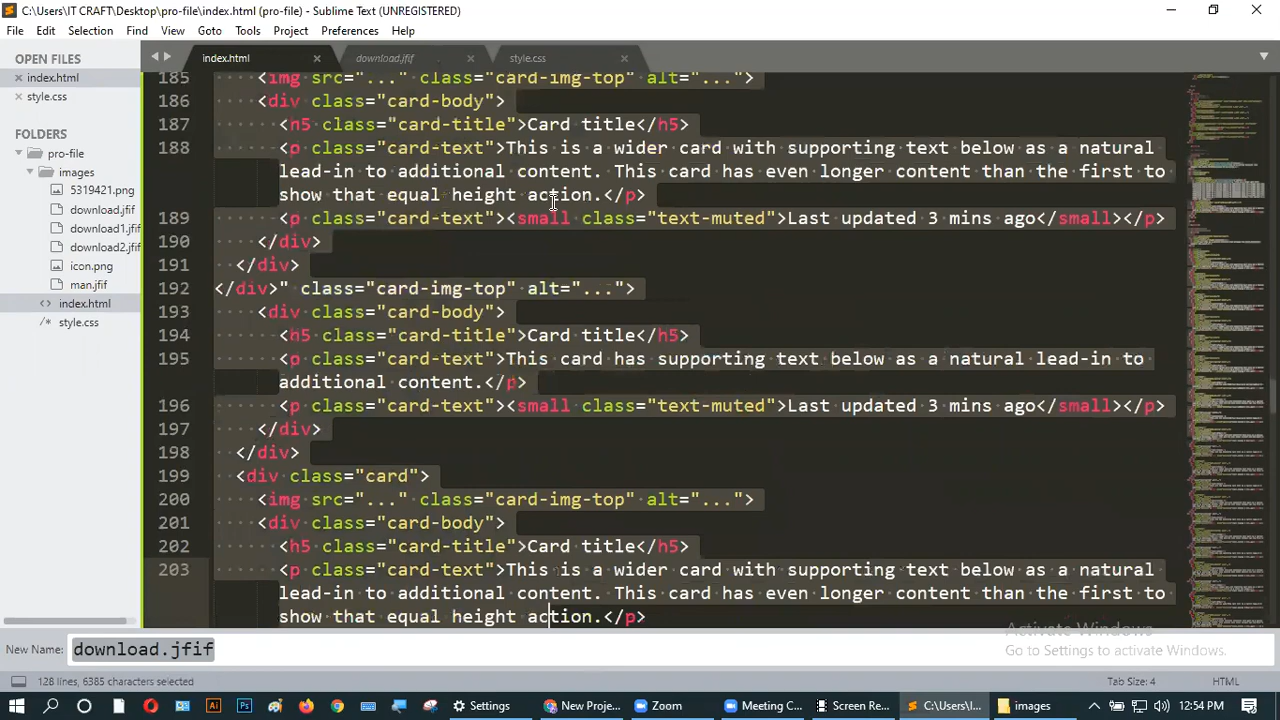 C:\Users\IT CRAFT\Desktop\pro-file\index.html (pro-file) - Sublime Text (UNREGISTERED)
File Edit Selection Find View Goto Tools Project Preferences Help
OPEN FILES
index.html
style.css
FOLDERS
pro-file
images
5319421.png
download.jfif
download1.jfif
download2.jfif
icon.png
man.jfif
index.html
style.css
index.html download.jfif style.css
185 <img src="..." class="card-img-top" alt="...">
186 <div class="card-body">
187 <h5 class="card-title" Card title</h5>
188 <p class="card-text">This is a wider card with supporting text below as a natural
lead-in to additional content. This card has even longer content than the first to
show that equal height action.</p>
189 <p class="card-text"><small class="text-muted">Last updated 3 mins ago</small></p>
190 </div>
191 </div>
192 </div>" class="card-img-top" alt="...">
193 <div class="card-body">
194 <h5 class="card-title" Card title</h5>
195 <p class="card-text">This card has supporting text below as a natural lead-in to
additional content.</p>
196 <p class="card-text"><small class="text-muted">Last updated 3 mins ago</small></p>
197 </div>
198 </div>
199 <div class="card">
200 <img src="..." class="card-img-top" alt="...">
201 <div class="card-body">
202 <h5 class="card-title" Card title</h5>
203 <p class="card-text">This is a wider card with supporting text below as a natural
lead-in to additional content. This card has even longer content than the first to
show that equal height action.</p>
Activate Windows
Go to Settings to activate Windows.
New Name: download.jfif
128 lines, 6385 characters selected Tab Size: 4 HTML
Settings New Proje... Zoom Meeting C... Screen Re... C:\Users\I... images 12:54 PM